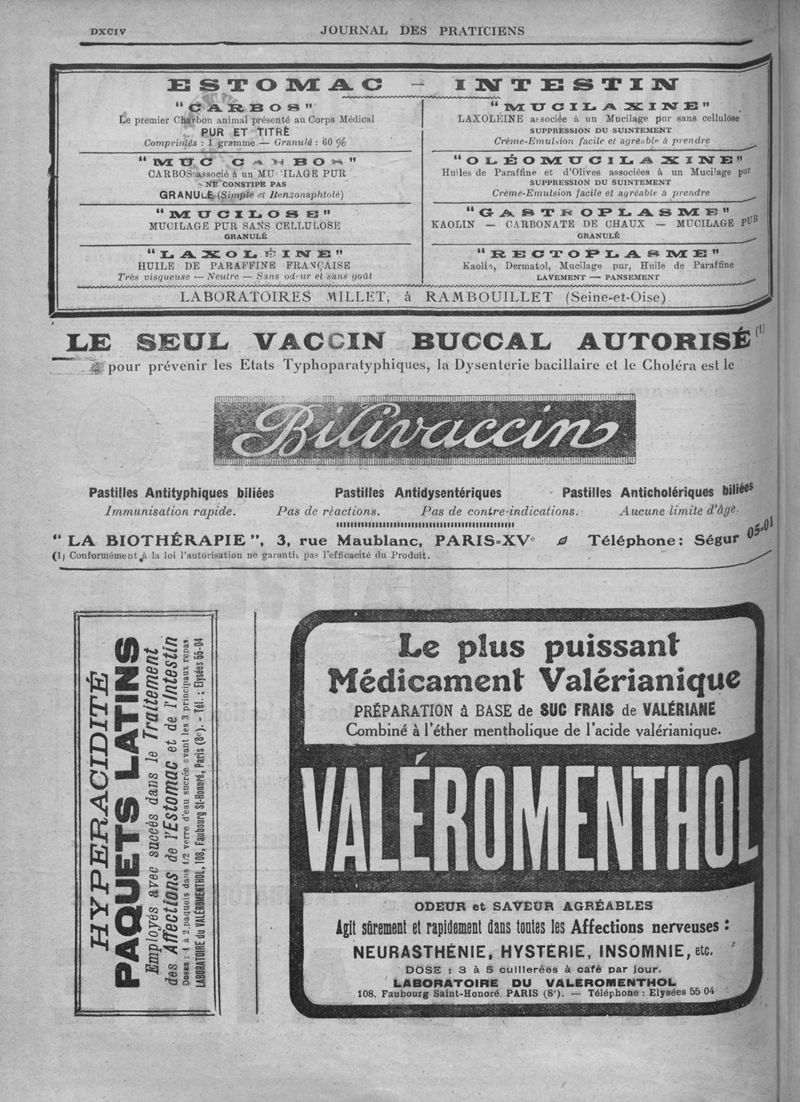 DXCIV
JOURNAL DES PRATICIENS
ESTOMAC - INTESTIN
"CARBOS"
Le premier Charbon animal présenté au Corps Médical
PUR ET TITRÉ
Comprimés : 1 gramme — Granulé : 60 %
"MUC CARBOS"
CARBOS associé à un MUCILAGE PUR
NE CONSTIPE PAS
GRANULÉ (Simple et Benzonaphtolé)
"MUCILOSE"
MUCILAGE PUR SANS CELLULOSE
GRANULÉ
"LAXOLÉINE"
HUILE DE PARAFFINE FRANÇAISE
Très visqueuse — Neutre — Sans odeur et sans goût
"MUCILAXINE"
LAXOLÉINE associée à un Mucilage pur sans cellulose
SUPPRESSION DU SUINTEMENT
Crème-Emulsion facile et agréable à prendre
"OLÉOMUCILAXINE"
Huiles de Paraffine et d'Olives associées à un Mucilage pur
SUPPRESSION DU SUINTEMENT
Crème-Emulsion facile et agréable à prendre
"GASTROPLASME"
KAOLIN — CARBONATE DE CHAUX — MUCILAGE PUR
GRANULÉ
"RECTOPLASME"
Kaolin, Dermatol, Mucilage pur, Huile de Paraffine
LAVEMENT — PANSEMENT
LABORATOIRES MILLET, à RAMBOUILLET (Seine-et-Oise)
LE SEUL VACCIN BUCCAL AUTORISÉ (1)
pour prévenir les Etats Typhoparatyphiques, la Dysenterie bacillaire et le Choléra est le
Bilivaccin
Pastilles Antityphiques biliées
Pastilles Antidysentériques
Pastilles Anticholériques biliées
Immunisation rapide. Pas de réactions. Pas de contre-indications. Aucune limite d'âge.
"LA BIOTHÉRAPIE", 3, rue Maublanc, PARIS-XVe Téléphone : Ségur 05-01
(1) Conformément à la loi l'autorisation ne garantit pas l'efficacité du Produit.
HYPERACIDITÉ
PAQUETS LATINS
Employés avec succès dans le Traitement
des Affections de l'Estomac et de l'Intestin
Doses : 1 à 2 paquets dans 1/2 verre d'eau sucrée avant les 3 principaux repas.
LABORATOIRE du VALÉROMENTHOL, 108, Faubourg St-Honoré, Paris (8e). - Tél. : Elysées 55-04
Le plus puissant
Médicament Valérianique
PRÉPARATION à BASE de SUC FRAIS de VALÉRIANE
Combiné à l'éther mentholique de l'acide valérianique.
VALÉROMENTHOL
ODEUR et SAVEUR AGRÉABLES
Agit sûrement et rapidement dans toutes les Affections nerveuses :
NEURASTHÉNIE, HYSTÉRIE, INSOMNIE, etc.
DOSE : 3 à 5 cuillerées à café par jour.
LABORATOIRE DU VALEROMENTHOL
108, Faubourg Saint-Honoré, PARIS (8e). — Téléphone : Elysées 55 04